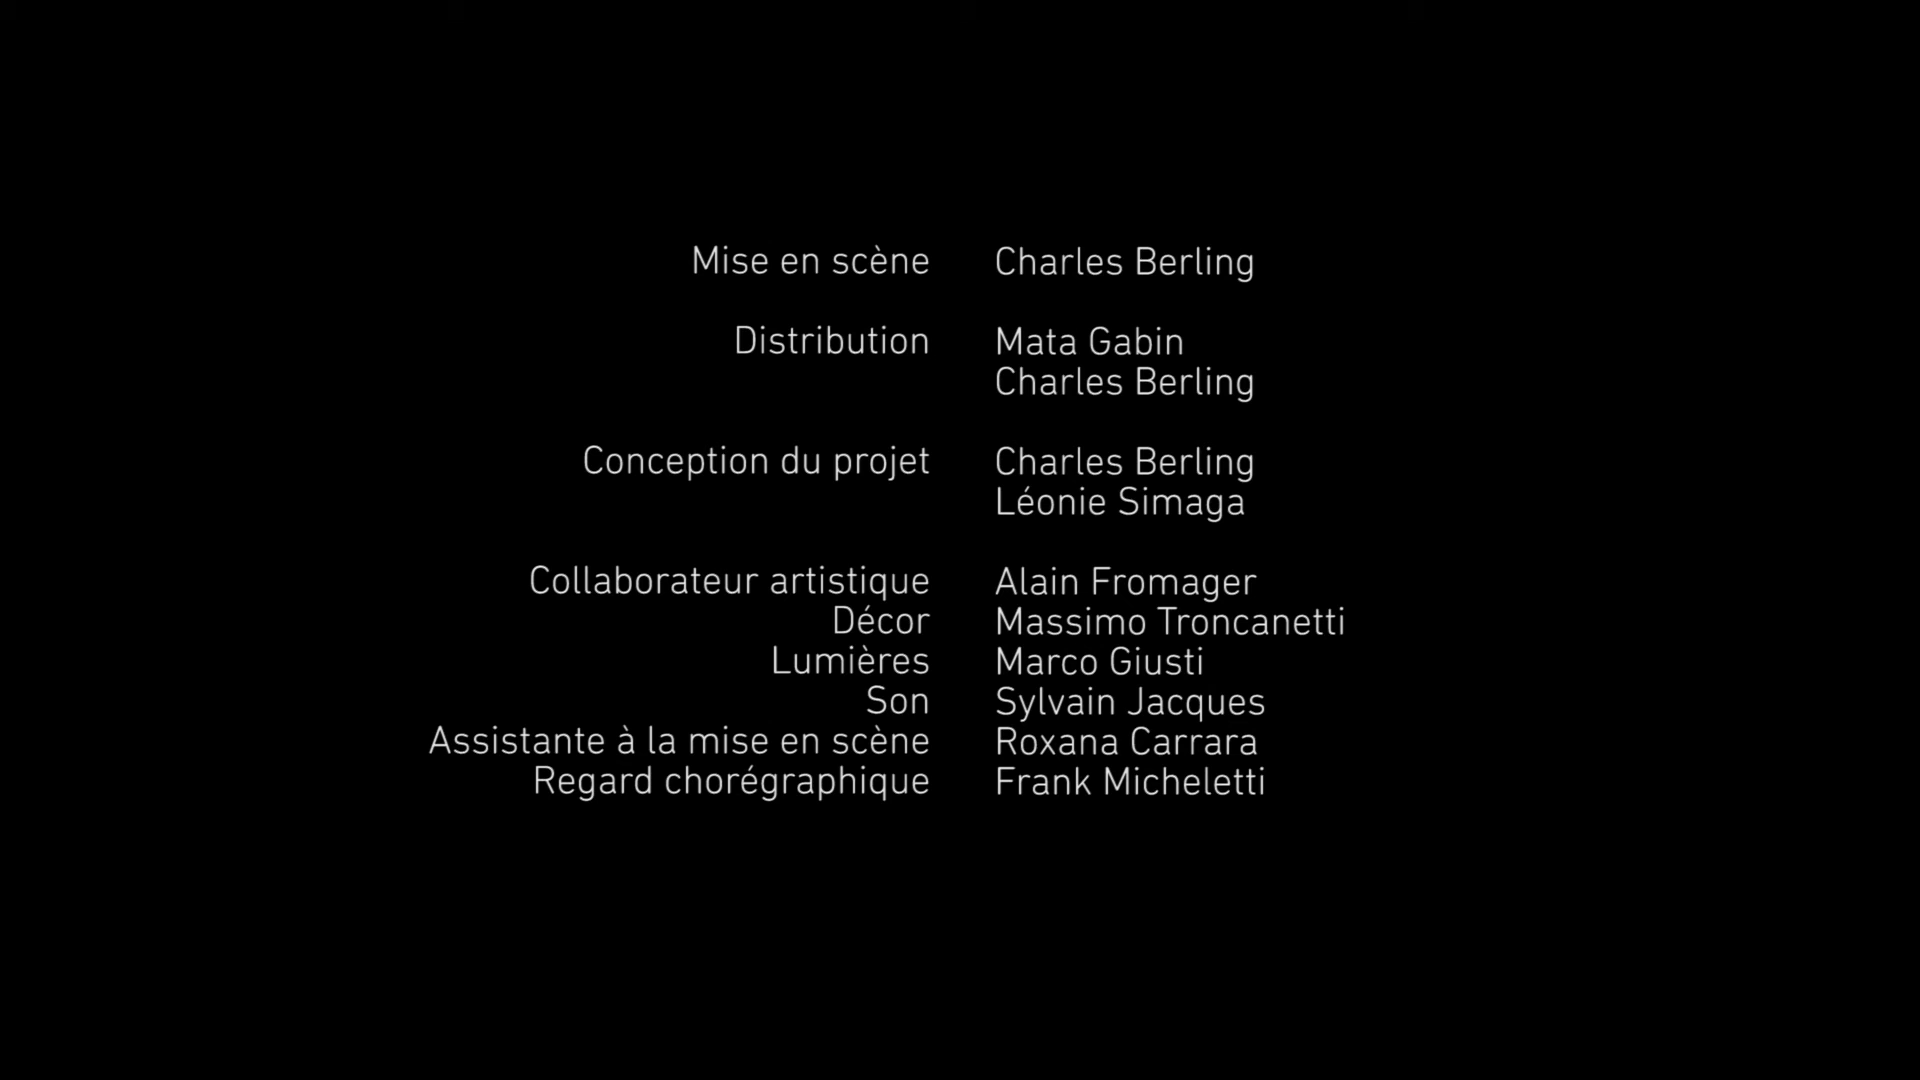 Mise en scène Charles Berling
Distribution Mata Gabin
Charles Berling
Conception du projet Charles Berling
Léonie Simaga
Collaborateur artistique Alain Fromager
Décor Massimo Troncanetti
Lumières Marco Giusti
Son Sylvain Jacques
Assistante à la mise en scène Roxana Carrara
Regard chorégraphique Frank Micheletti